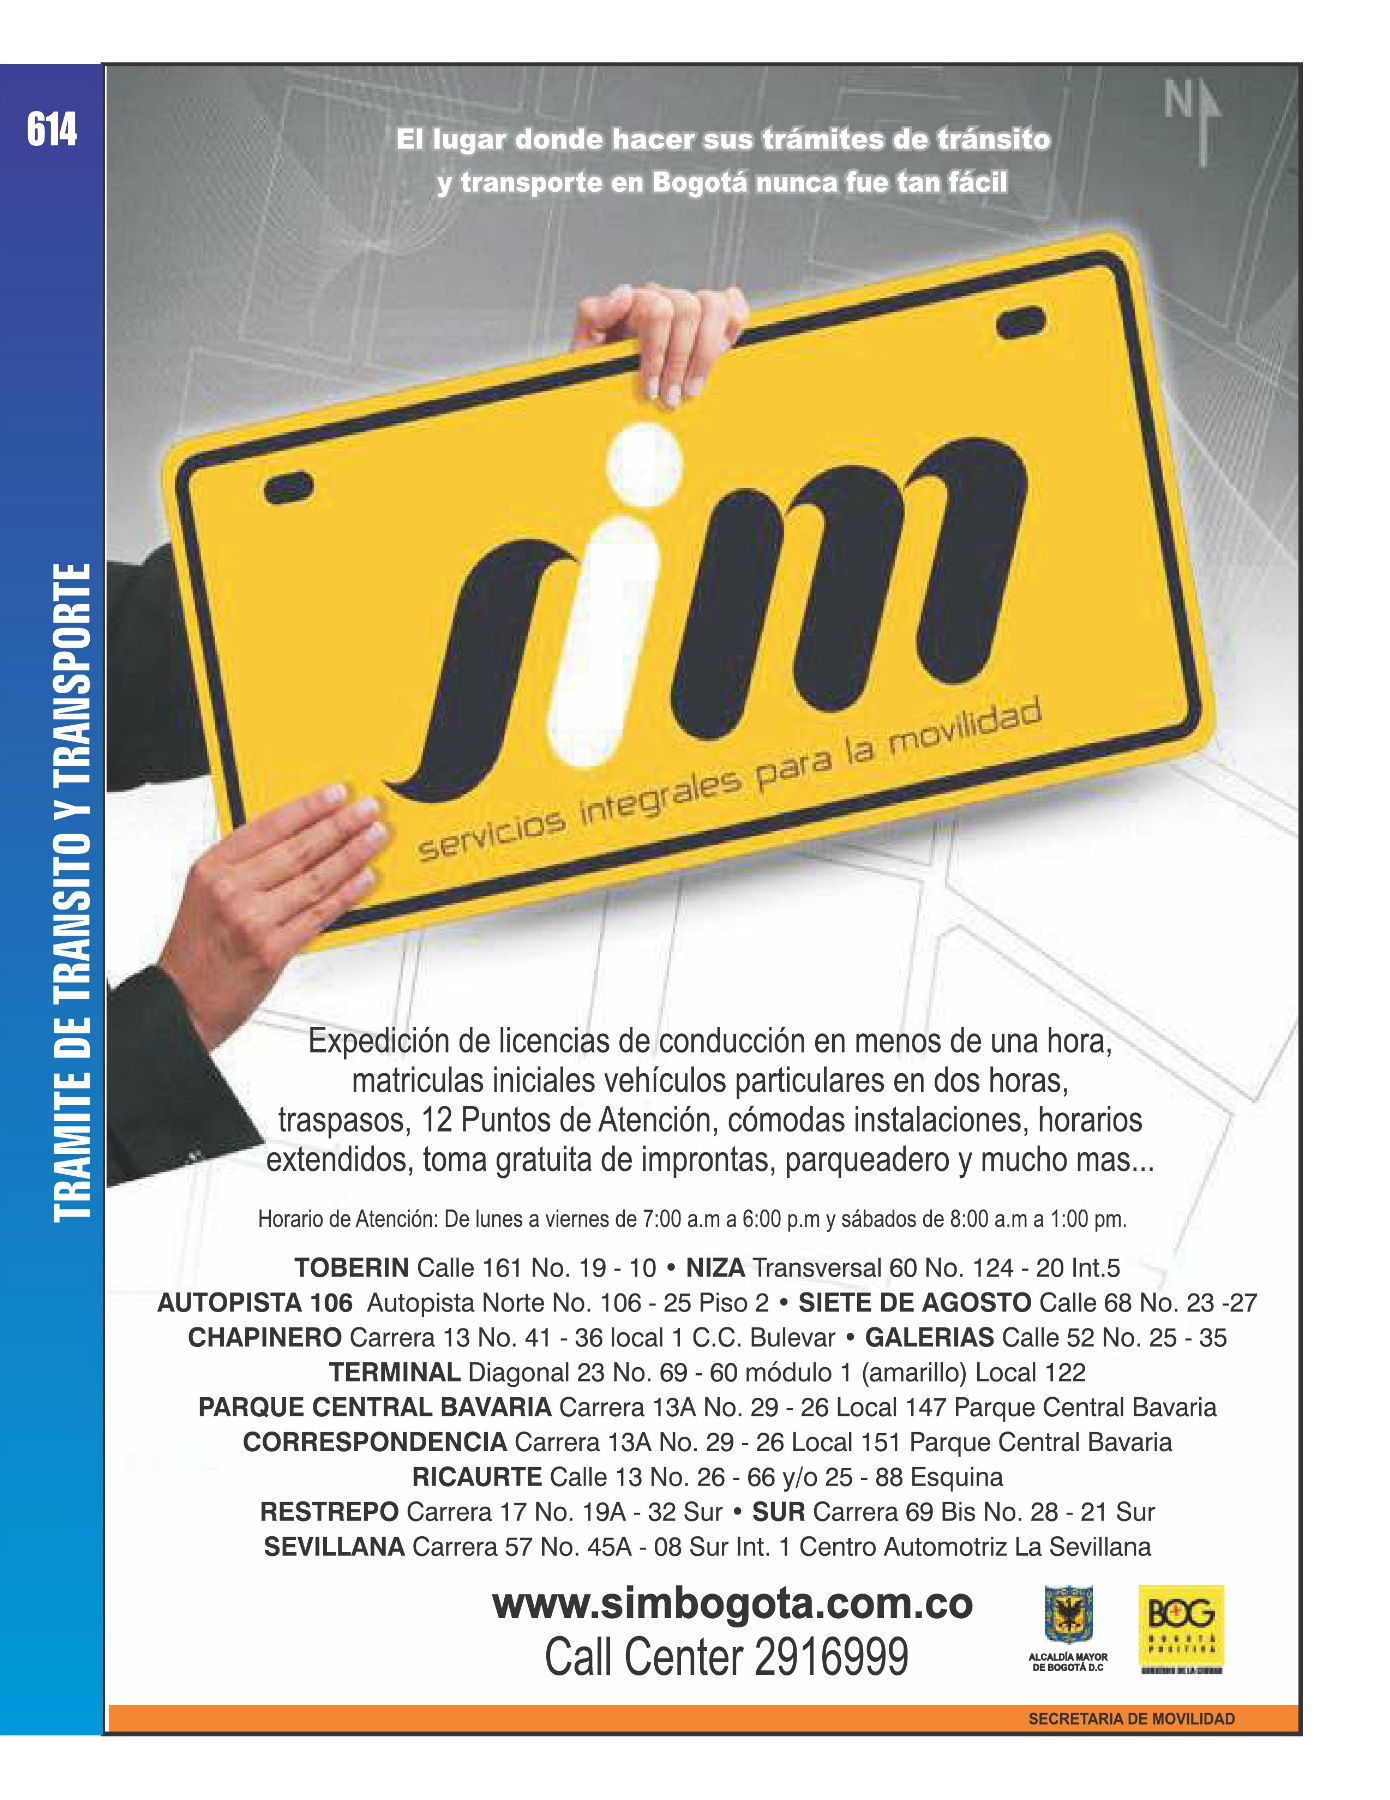 614
TRAMITE DE TRANSITO Y TRANSPORTE
N
El lugar donde hacer sus trámites de tránsito
y transporte en Bogotá nunca fue tan fácil
sim
servicios integrales para la movilidad
Expedición de licencias de conducción en menos de una hora,
matriculas iniciales vehículos particulares en dos horas,
traspasos, 12 Puntos de Atención, cómodas instalaciones, horarios
extendidos, toma gratuita de improntas, parqueadero y mucho mas...
Horario de Atención: De lunes a viernes de 7:00 a.m a 6:00 p.m y sábados de 8:00 a.m a 1:00 pm.
TOBERIN Calle 161 No. 19 - 10 • NIZA Transversal 60 No. 124 - 20 Int.5
AUTOPISTA 106 Autopista Norte No. 106 - 25 Piso 2 • SIETE DE AGOSTO Calle 68 No. 23 -27
CHAPINERO Carrera 13 No. 41 - 36 local 1 C.C. Bulevar • GALERIAS Calle 52 No. 25 - 35
TERMINAL Diagonal 23 No. 69 - 60 módulo 1 (amarillo) Local 122
PARQUE CENTRAL BAVARIA Carrera 13A No. 29 - 26 Local 147 Parque Central Bavaria
CORRESPONDENCIA Carrera 13A No. 29 - 26 Local 151 Parque Central Bavaria
RICAURTE Calle 13 No. 26 - 66 y/o 25 - 88 Esquina
RESTREPO Carrera 17 No. 19A - 32 Sur • SUR Carrera 69 Bis No. 28 - 21 Sur
SEVILLANA Carrera 57 No. 45A - 08 Sur Int. 1 Centro Automotriz La Sevillana
www.simbogota.com.co
Call Center 2916999
ALCALDÍA MAYOR
DE BOGOTÁ D.C
BOG
BOGOTÁ
POSITIVA
GOBIERNO DE LA CIUDAD
SECRETARIA DE MOVILIDAD